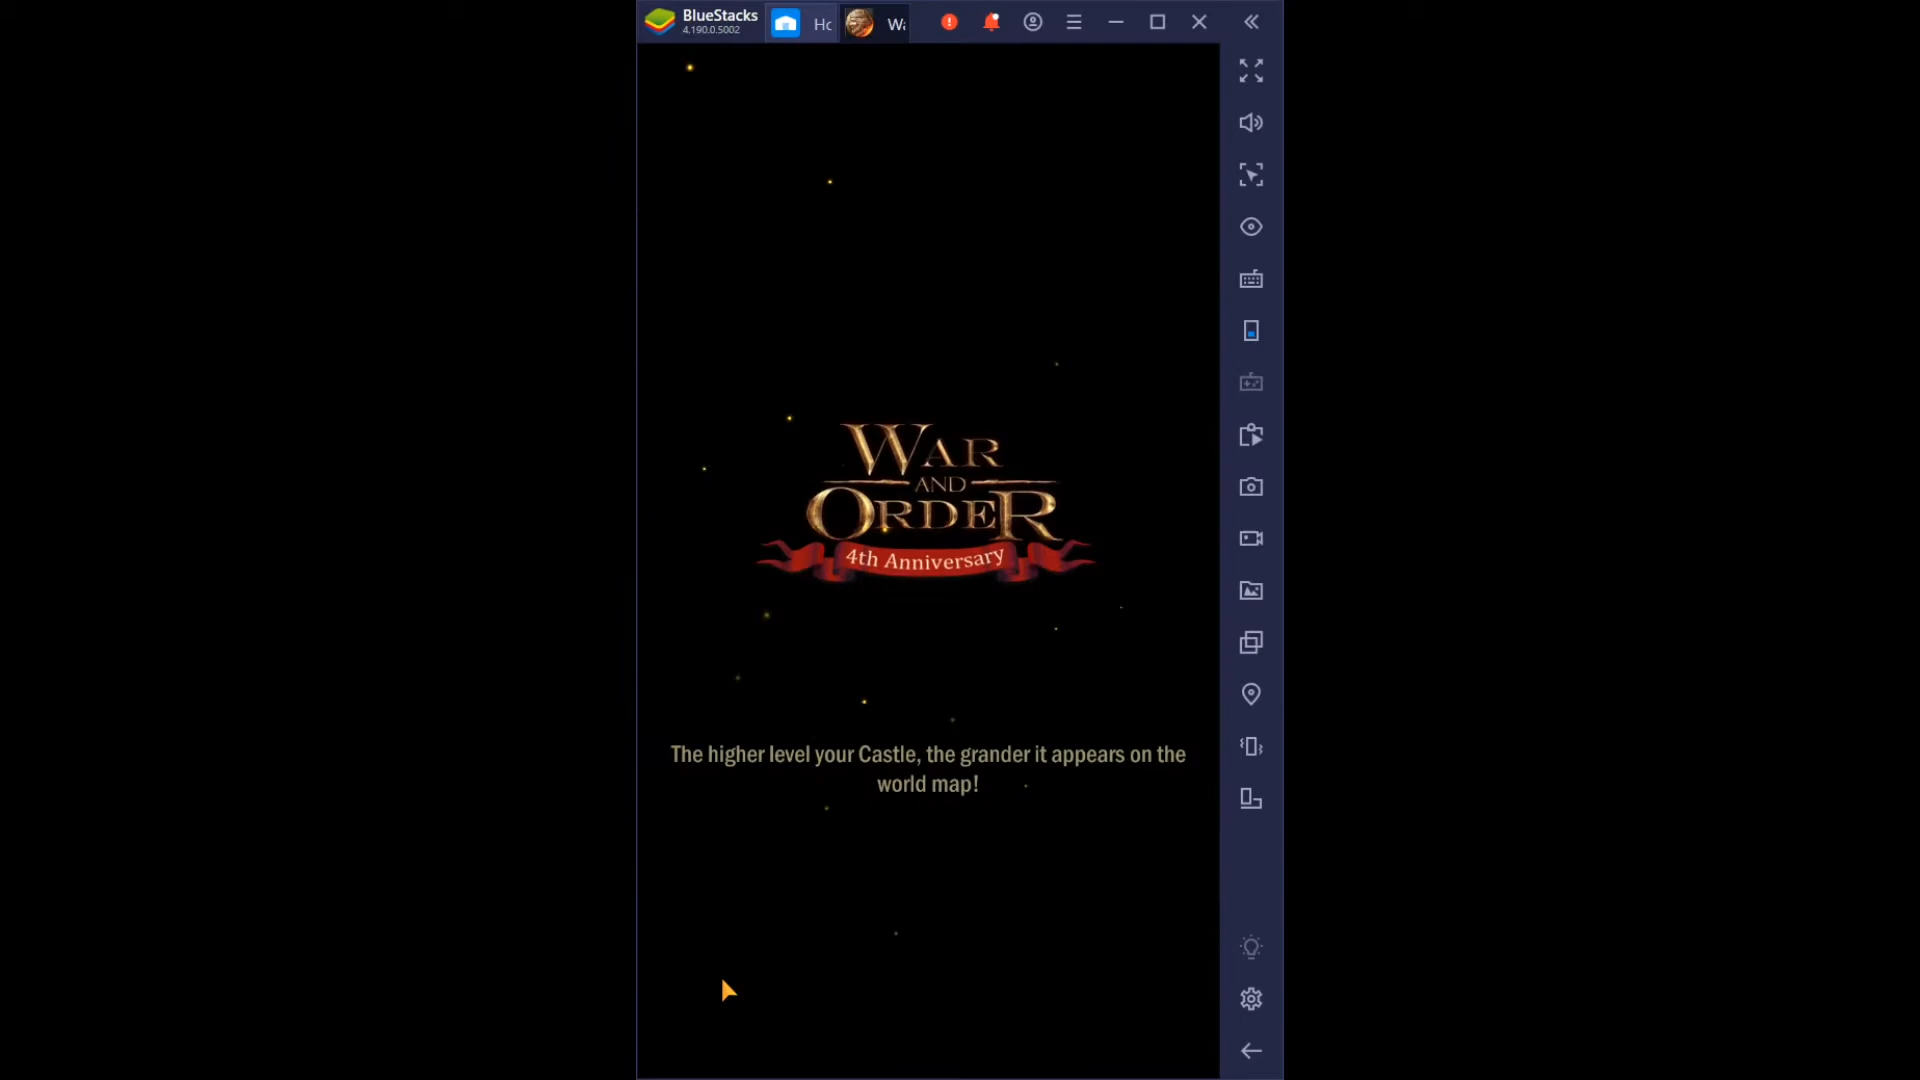 BlueStacks
4.190.0.5002
Hc
Wa
WAR
AND
ORDER
4th Anniversary
The higher level your Castle, the grander it appears on the
world map!